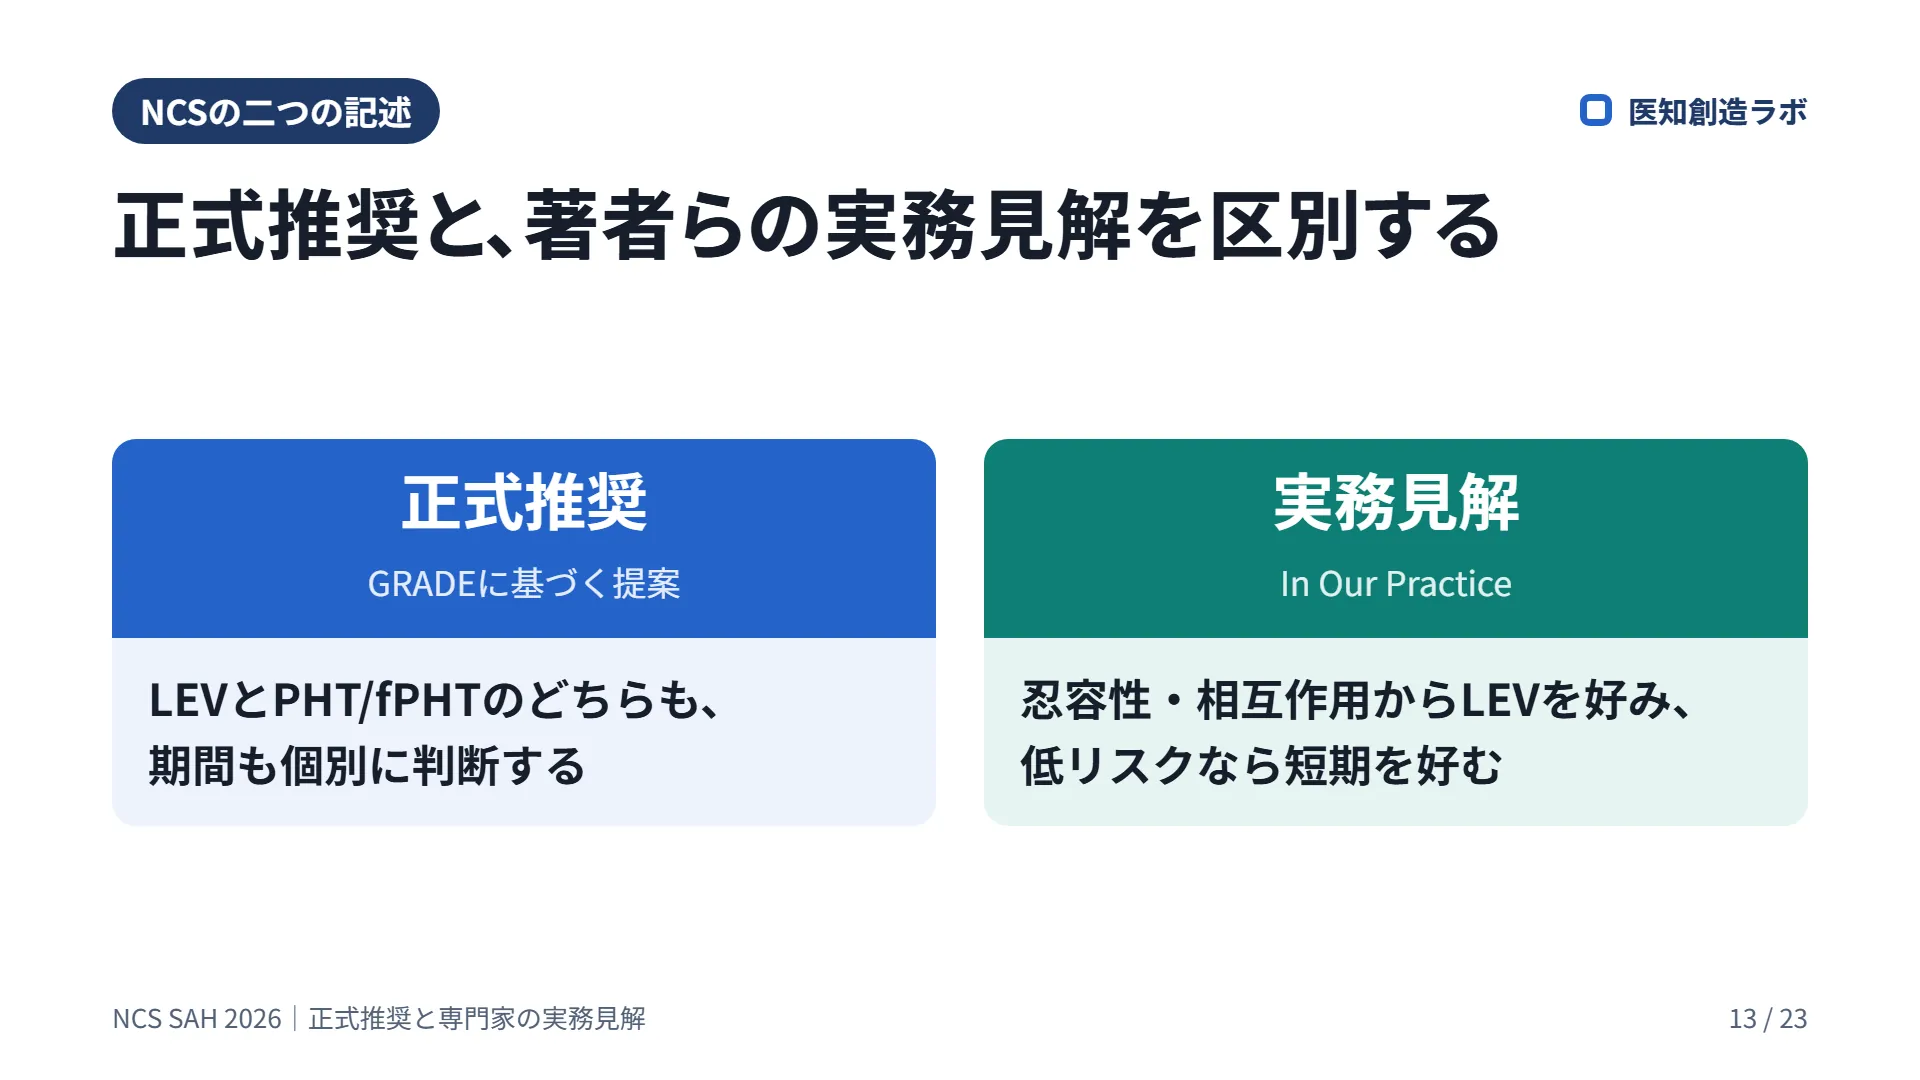 NCSの二つの記述
医知創造ラボ
正式推奨と、著者らの実務見解を区別する
正式推奨
GRADEに基づく提案
LEVとPHT/fPHTのどちらも、
期間も個別に判断する
実務見解
In Our Practice
忍容性・相互作用からLEVを好み、
低リスクなら短期を好む
NCS SAH 2026｜正式推奨と専門家の実務見解
13 / 23